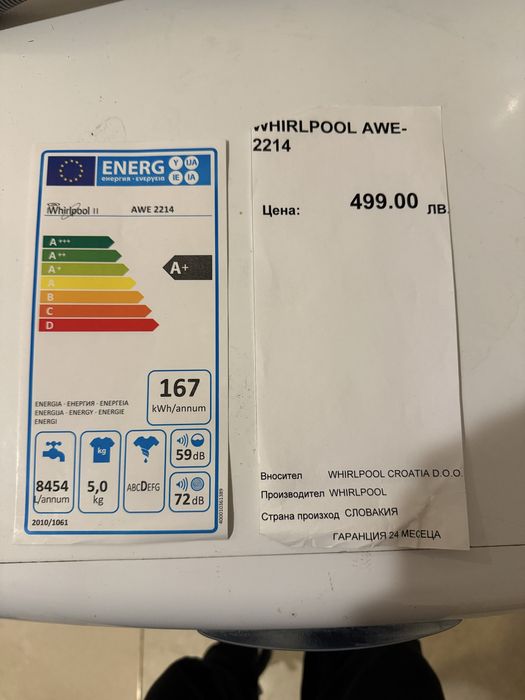 ENERG
Y UA
енергия · ενεργεια
IE IA
Whirlpool
AWE 2214
A+++
A++
A+
A
B
C
D
A+
167
kWh/annum
ENERGIA · ЕНЕРГИЯ · ΕΝΕΡΓΕΙΑ
ENERGIJA · ENERGY · ENERGIE
ENERGI
8454
L/annum
kg
5,0
kg
ABCDEFG
59dB
72dB
2010/1061
WHIRLPOOL AWE-
2214
Цена: 499.00 ЛВ.
Вносител WHIRLPOOL CROATIA D.O.O
Производител WHIRLPOOL
Страна произход СЛОВАКИЯ
ГАРАНЦИЯ 24 МЕСЕЦА